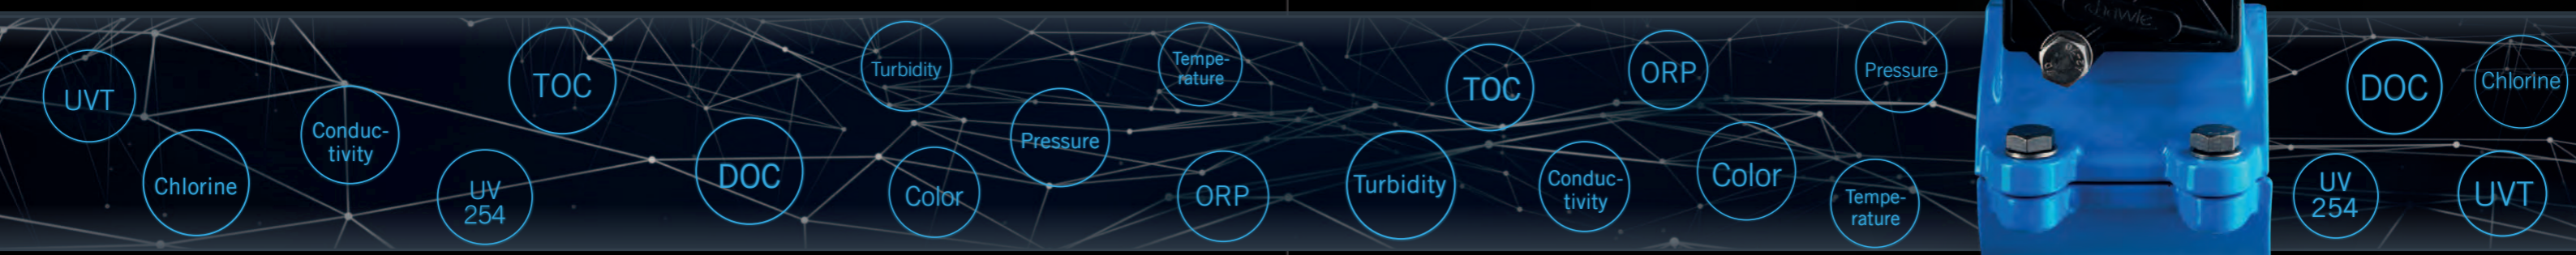 UVT
Chlorine
Conduc-
tivity
UV
254
TOC
DOC
Turbidity
Color
Pressure
Tempe-
rature
ORP
Turbidity
TOC
Conduc-
tivity
ORP
Color
Pressure
Tempe-
rature
UV
254
DOC
Chlorine
UVT